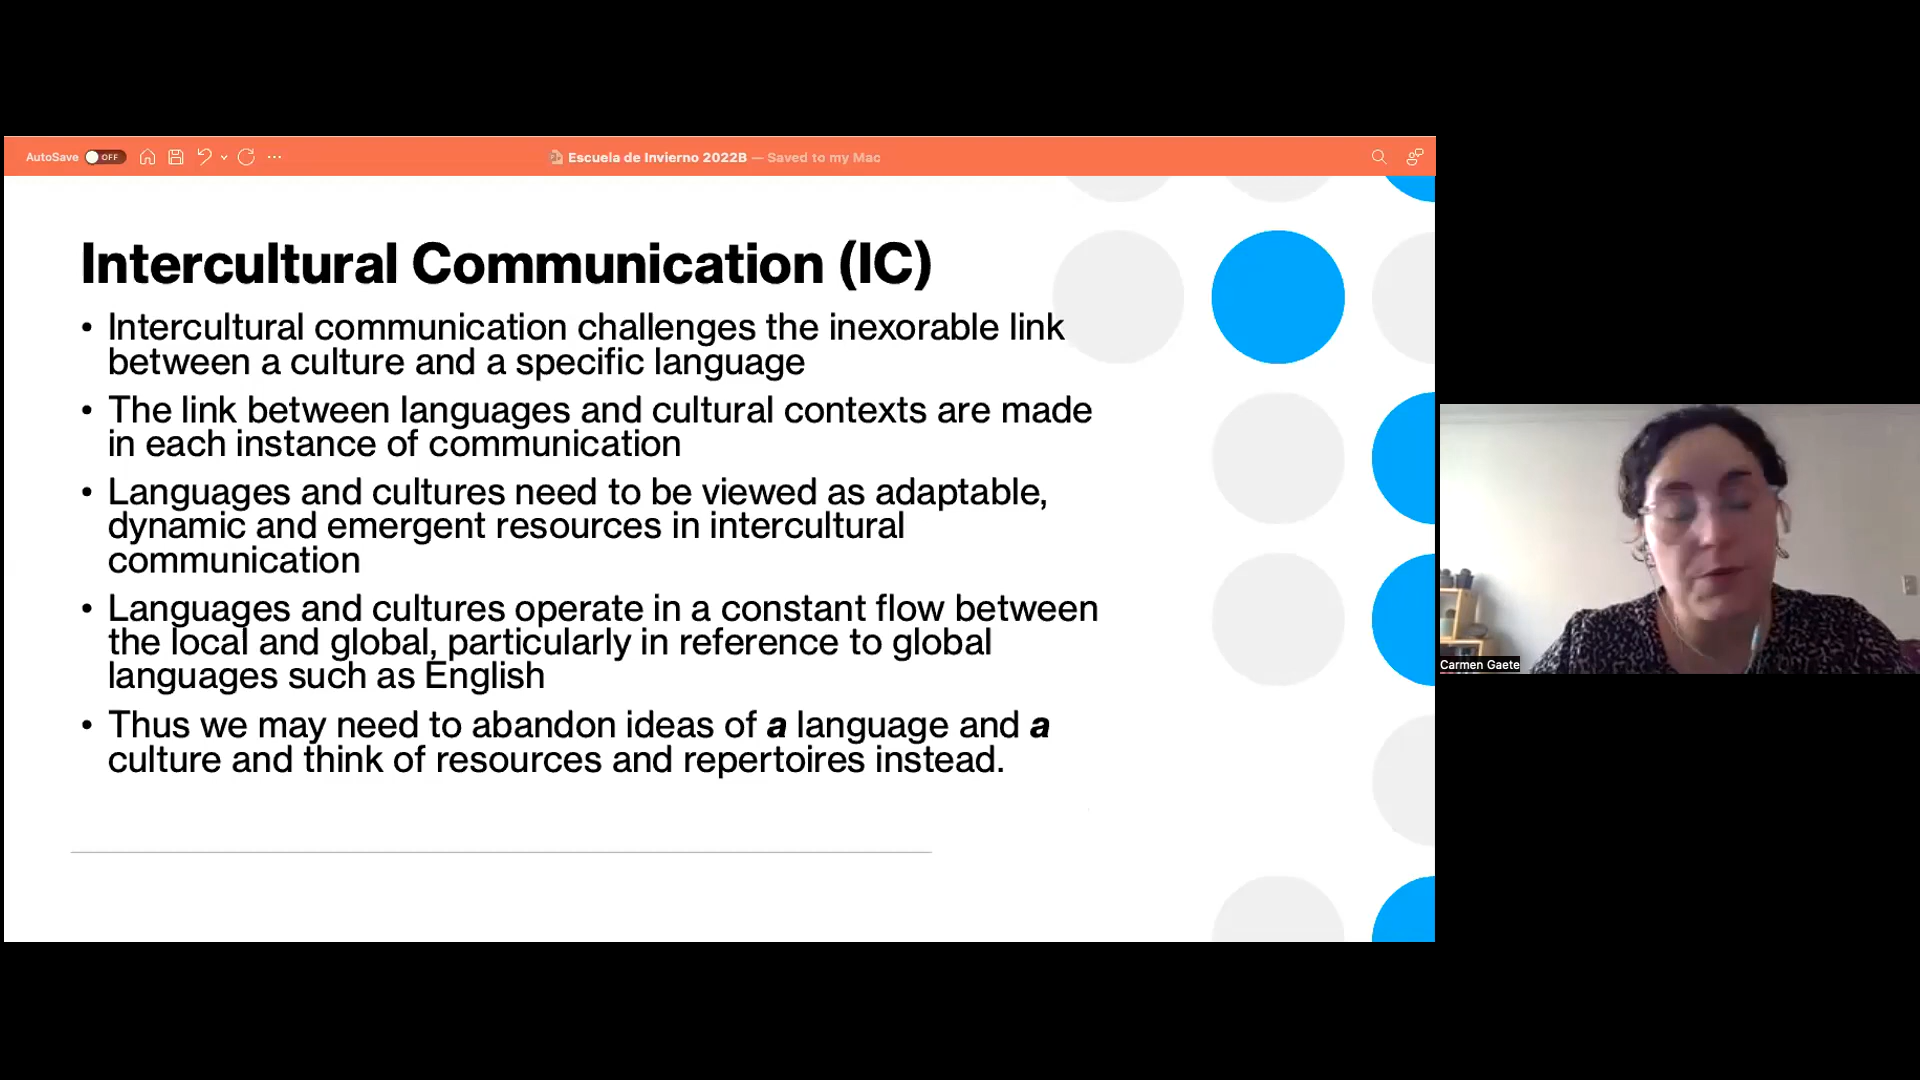 AutoSave OFF
Escuela de Invierno 2022B — Saved to my Mac
Intercultural Communication (IC)
• Intercultural communication challenges the inexorable link
between a culture and a specific language
• The link between languages and cultural contexts are made
in each instance of communication
• Languages and cultures need to be viewed as adaptable,
dynamic and emergent resources in intercultural
communication
• Languages and cultures operate in a constant flow between
the local and global, particularly in reference to global
languages such as English
• Thus we may need to abandon ideas of a language and a
culture and think of resources and repertoires instead.
Carmen Gaete